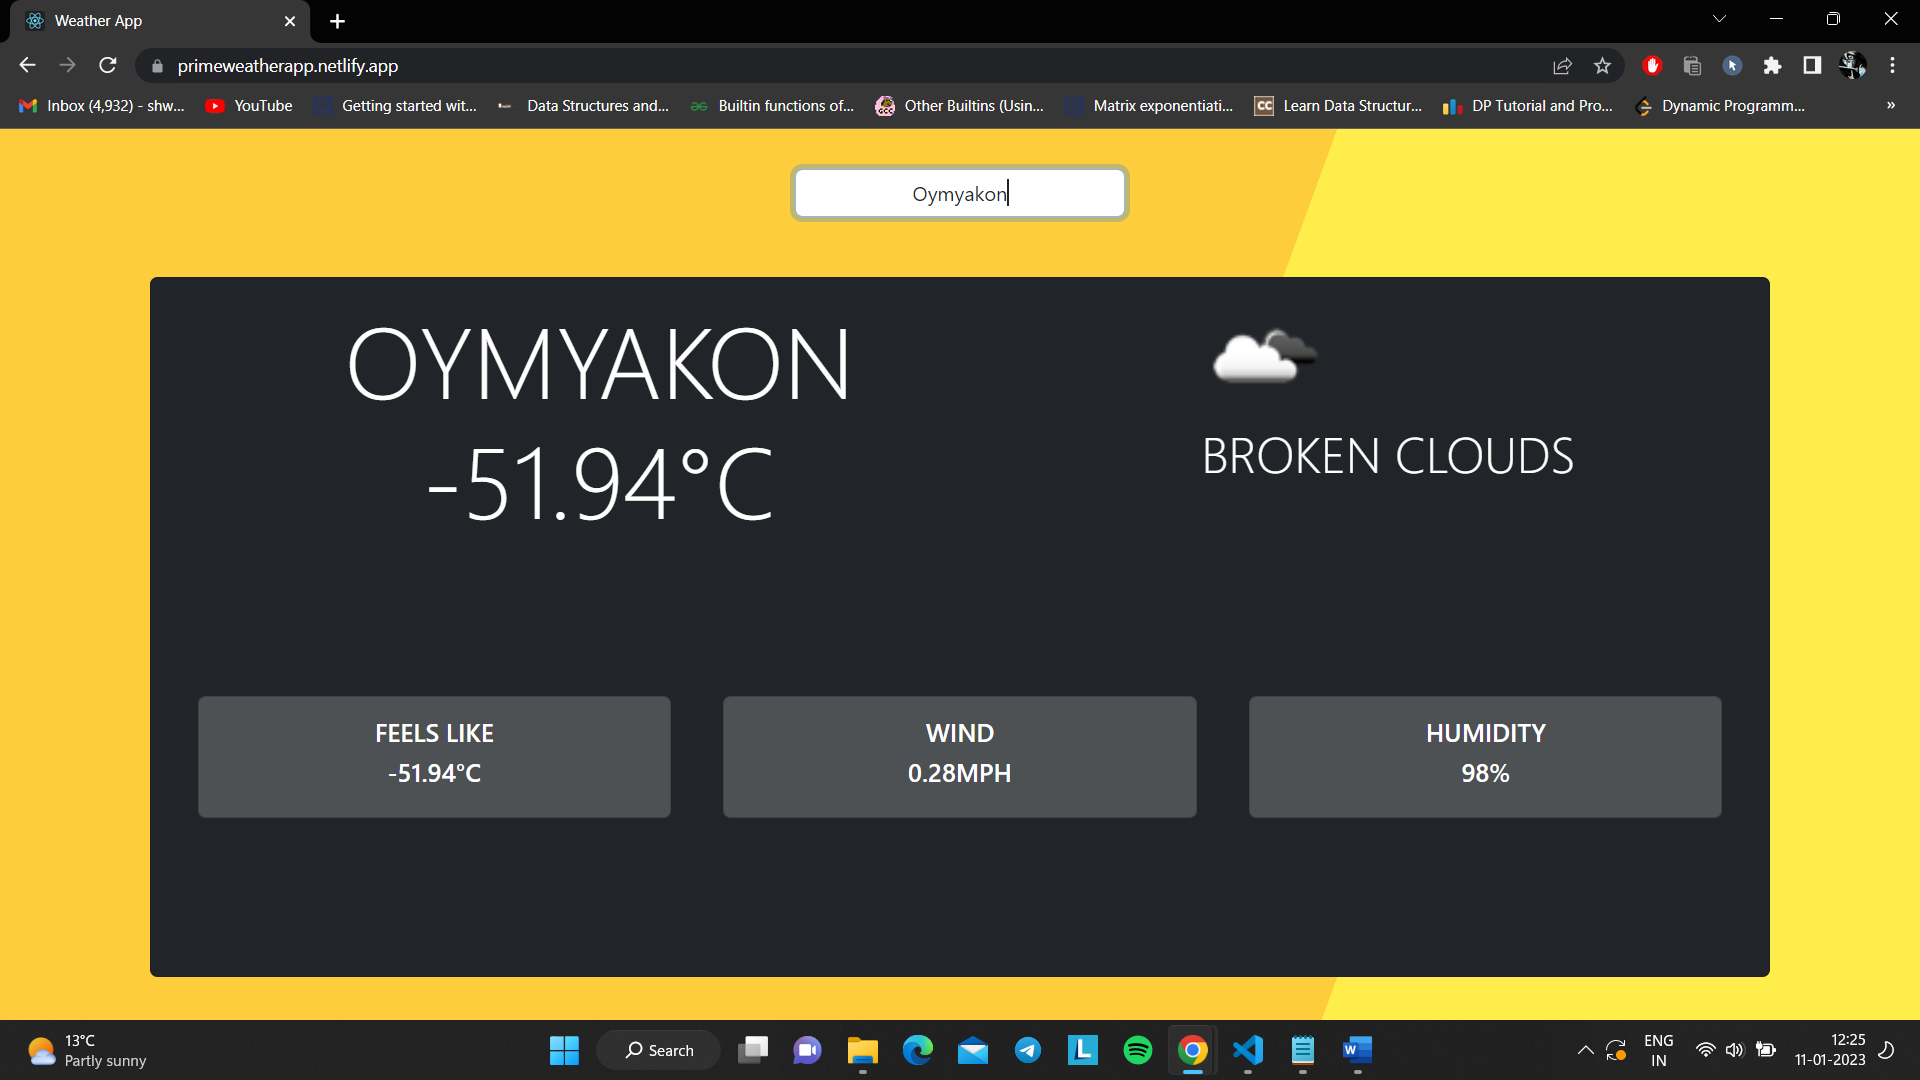 Weather App
primeweatherapp.netlify.app
Inbox (4,932) - shw... YouTube Getting started wit... Data Structures and... Builtin functions of... Other Builtins (Usin... Matrix exponentiati... CC Learn Data Structur... DP Tutorial and Pro... Dynamic Programm... »
Oymyakon
OYMYAKON
-51.94°C
BROKEN CLOUDS
FEELS LIKE
-51.94°C
WIND
0.28MPH
HUMIDITY
98%
13°C
Partly sunny
Search
L
W
ENG
IN
12:25
11-01-2023